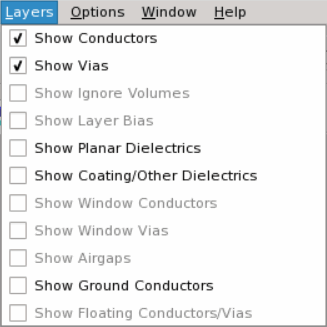 Layers Options Window Help
Show Conductors
Show Vias
Show Ignore Volumes
Show Layer Bias
Show Planar Dielectrics
Show Coating/Other Dielectrics
Show Window Conductors
Show Window Vias
Show Airgaps
Show Ground Conductors
Show Floating Conductors/Vias